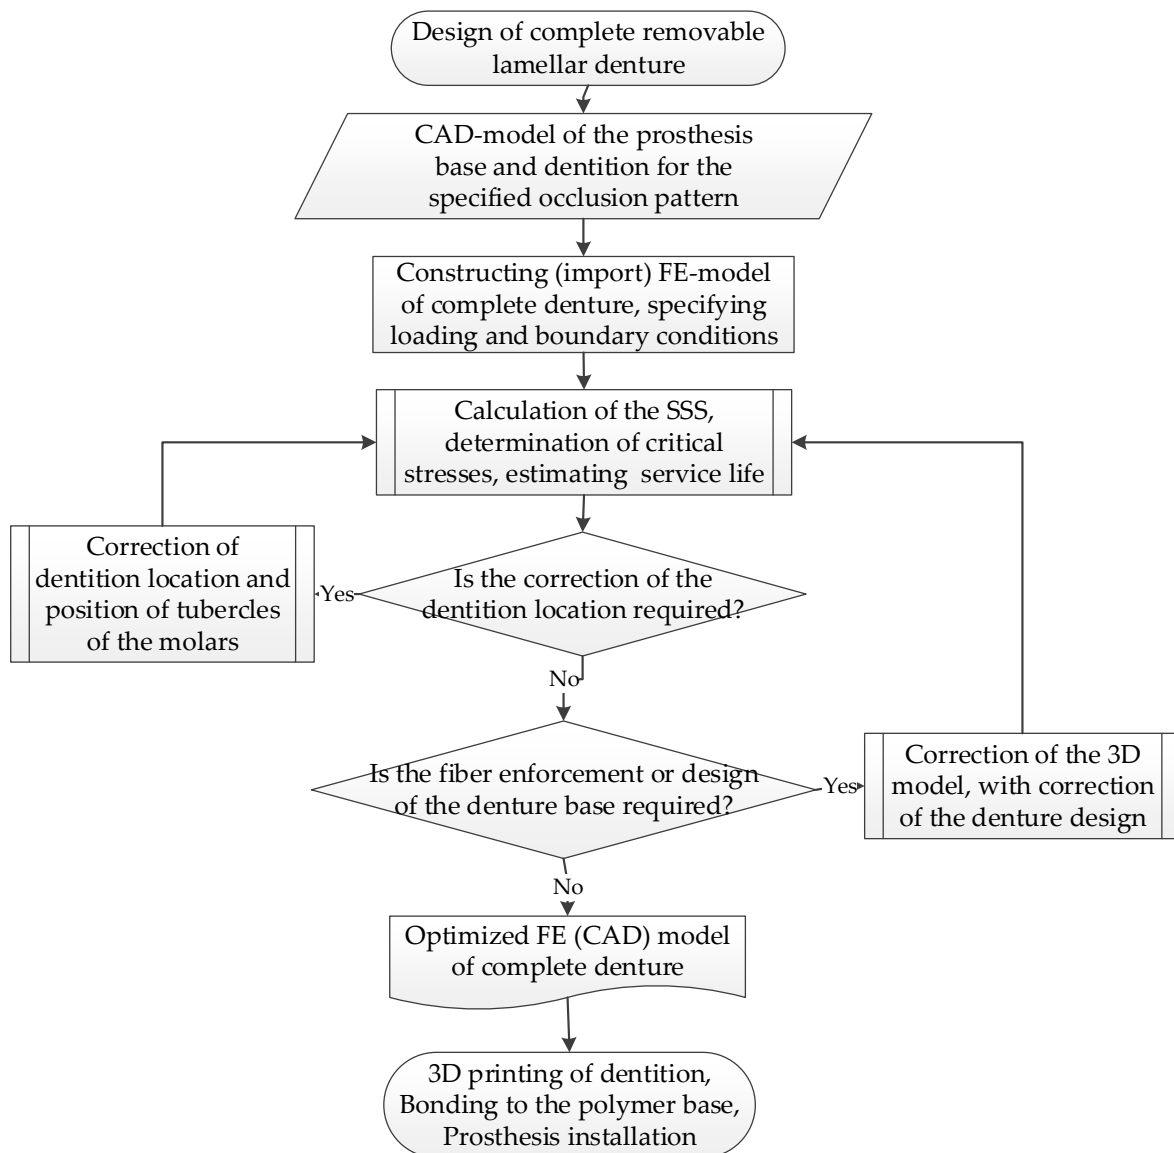 Design of complete removable
lamellar denture
CAD-model of the prosthesis
base and dentition for the
specified occlusion pattern
Constructing (import) FE-model
of complete denture, specifying
loading and boundary conditions
Calculation of the SSS,
determination of critical
stresses, estimating service life
Correction of
dentition location and
position of tubercles
of the molars
Yes
Is the correction of the
dentition location required?
No
Is the fiber enforcement or design
of the denture base required?
Yes
Correction of the 3D
model, with correction
of the denture design
No
Optimized FE (CAD) model
of complete denture
3D printing of dentition,
Bonding to the polymer base,
Prosthesis installation